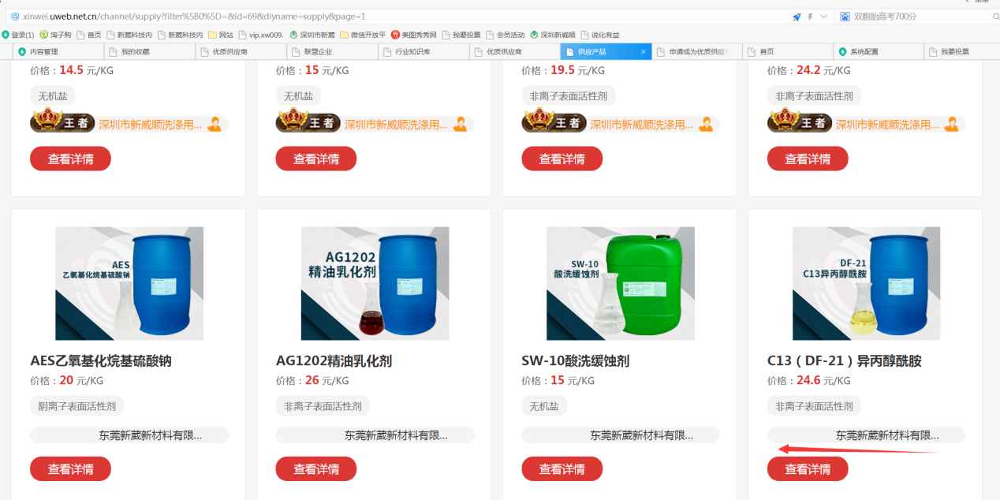 xinwei.uweb.net.cn/channel/supply?filter%5B0%5D=&id=69&diyname=supply&page=1
双胞胎高考700分
登录(1) 淘子购 首页 新葳科技内 新葳科技内 网站 vip.xw009. 深圳市新葳 微信开放平 美图秀秀网 我要投票 会员活动 深圳新威顺 说化有益
内容管理 我的收藏 优质供应商 联盟企业 行业知识库 优质供应商 供应产品 × 申请成为优质供应 首页 系统配置 我要投票
价格：14.5 元/KG 价格：15 元/KG 价格：19.5 元/KG 价格：24.2 元/KG
无机盐 无机盐 非离子表面活性剂 非离子表面活性剂
王者 深圳市新威顺洗涤用... 王者 深圳市新威顺洗涤用... 王者 深圳市新威顺洗涤用... 王者 深圳市新威顺洗涤用...
查看详情 查看详情 查看详情 查看详情
AES
乙氧基化烷基硫酸钠
AG1202
精油乳化剂
SW-10
酸洗缓蚀剂
DF-21
C13异丙醇酰胺
AES乙氧基化烷基硫酸钠 AG1202精油乳化剂 SW-10酸洗缓蚀剂 C13（DF-21）异丙醇酰胺
价格：20 元/KG 价格：26 元/KG 价格：15 元/KG 价格：24.6 元/KG
阴离子表面活性剂 非离子表面活性剂 无机盐 非离子表面活性剂
东莞新葳新材料有限... 东莞新葳新材料有限... 东莞新葳新材料有限... 东莞新葳新材料有限...
查看详情 查看详情 查看详情 查看详情